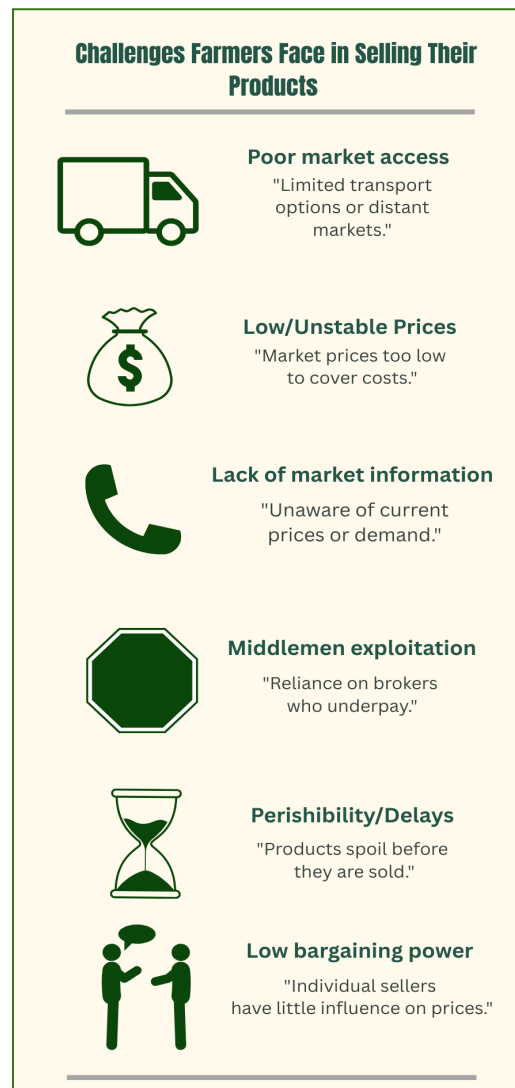 Challenges Farmers Face in Selling Their
Products
Poor market access
"Limited transport
options or distant
markets."
$
Low/Unstable Prices
"Market prices too low
to cover costs."
Lack of market information
"Unaware of current
prices or demand."
Middlemen exploitation
"Reliance on brokers
who underpay."
Perishibility/Delays
"Products spoil before
they are sold."
Low bargaining power
"Individual sellers
have little influence on prices."